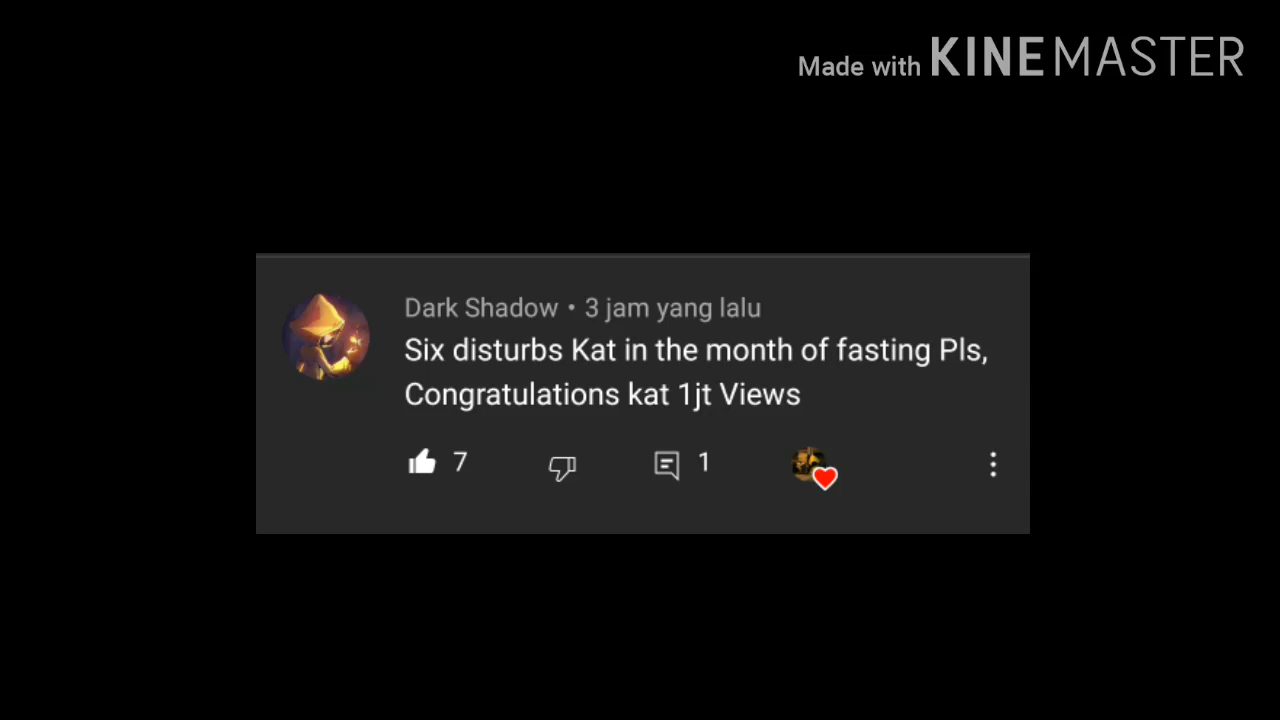 Made with KINEMASTER
Dark Shadow • 3 jam yang lalu
Six disturbs Kat in the month of fasting Pls,
Congratulations kat 1jt Views
7 1